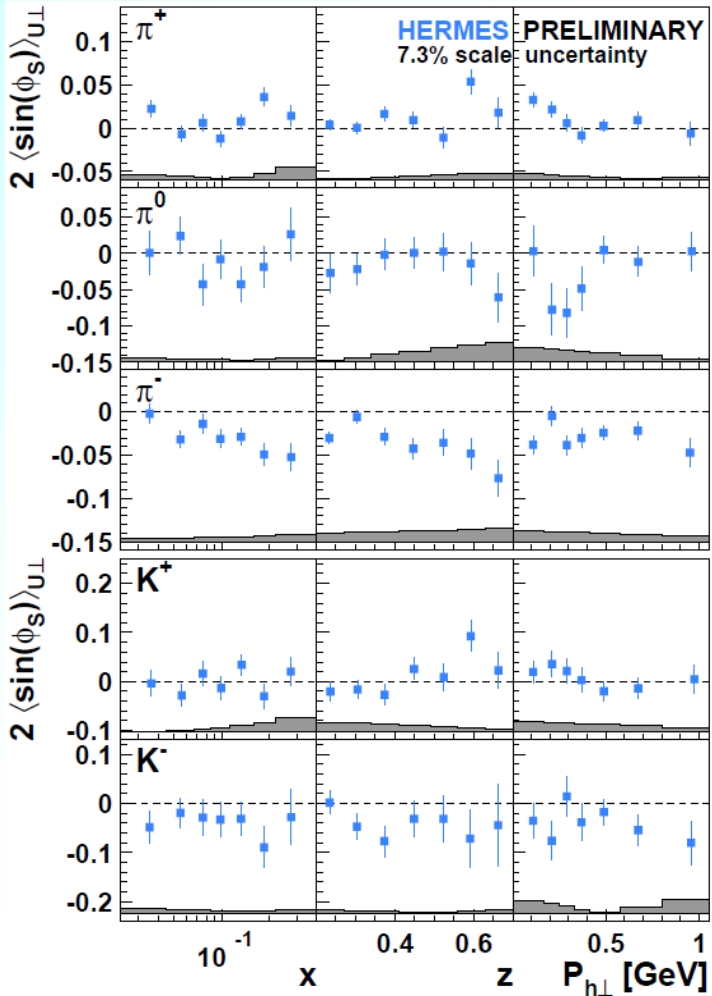 π+ HERMES PRELIMINARY
7.3% scale uncertainty
2 ⟨sin(ϕS)⟩U⊥
0.1
0.05
0
-0.05
π0
0.05
0
-0.05
-0.1
-0.15
π-
0
-0.05
-0.1
-0.15
2 ⟨sin(ϕS)⟩U⊥
K+
0.2
0.1
0
-0.1
K-
0.1
0
-0.1
-0.2
10-1 0.4 0.6 0.5 1
x z Ph⊥ [GeV]